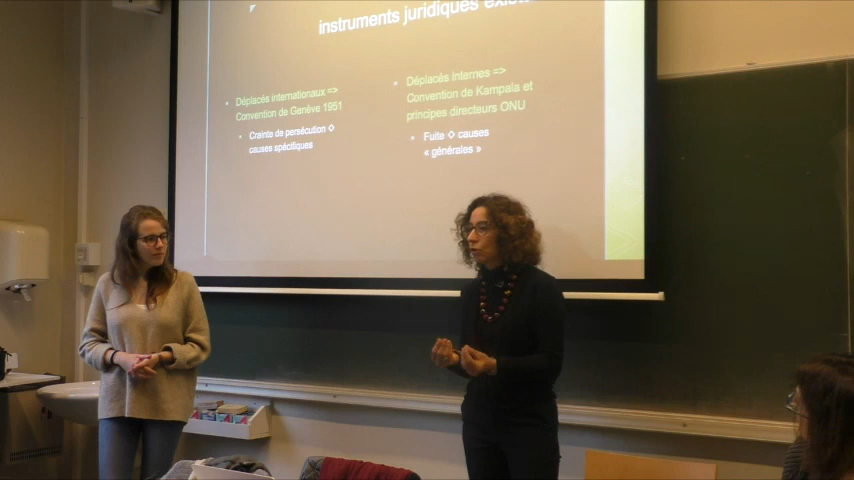 instruments juridiques
Déplacés internationaux =>
Convention de Genève 1951
Crainte de persécution ◇
causes spécifiques
Déplacés internes =>
Convention de Kampala et
principes directeurs ONU
Fuite ◇ causes
« générales »